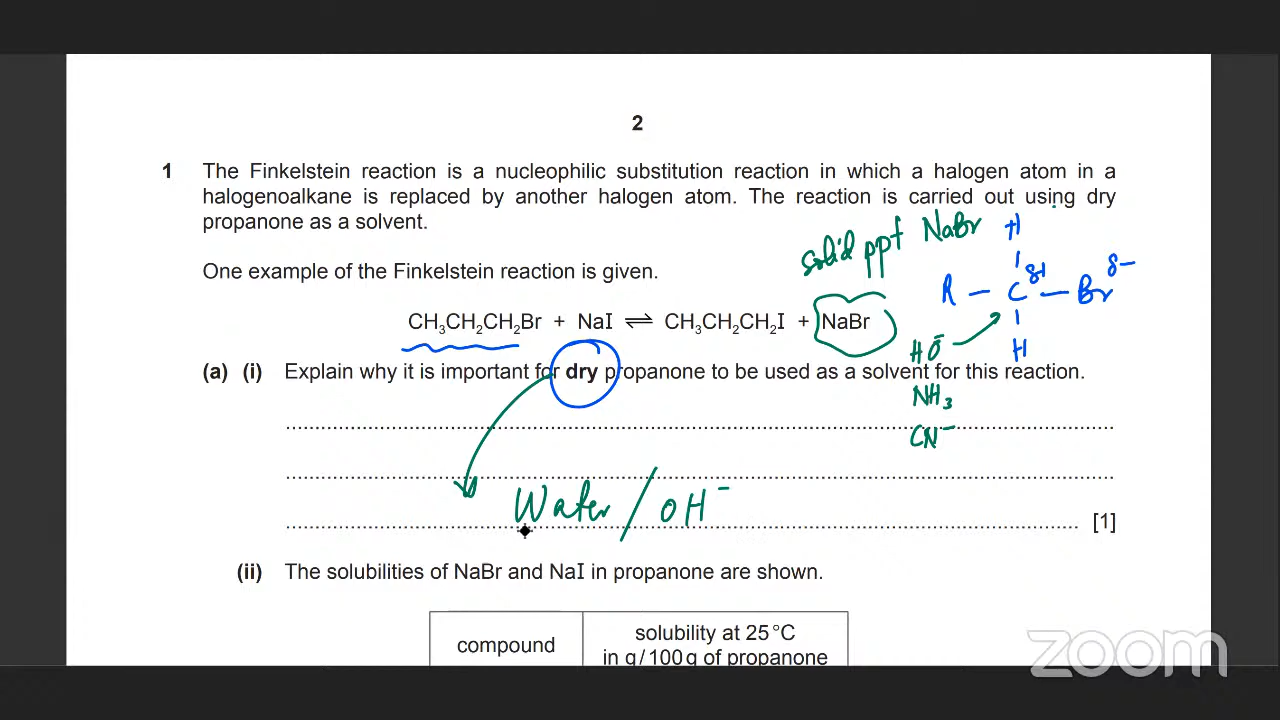 2
1 The Finkelstein reaction is a nucleophilic substitution reaction in which a halogen atom in a
halogenoalkane is replaced by another halogen atom. The reaction is carried out using dry
propanone as a solvent.
solid ppt NaBr
H
R — C δ+ — Br δ−
H
One example of the Finkelstein reaction is given.
CH₃CH₂CH₂Br + NaI ⇌ CH₃CH₂CH₂I + NaBr
HO⁻
NH₃
CN⁻
(a) (i) Explain why it is important for dry propanone to be used as a solvent for this reaction.
Water / OH⁻
[1]
(ii) The solubilities of NaBr and NaI in propanone are shown.
compound
solubility at 25 °C
in g / 100 g of propanone
zoom